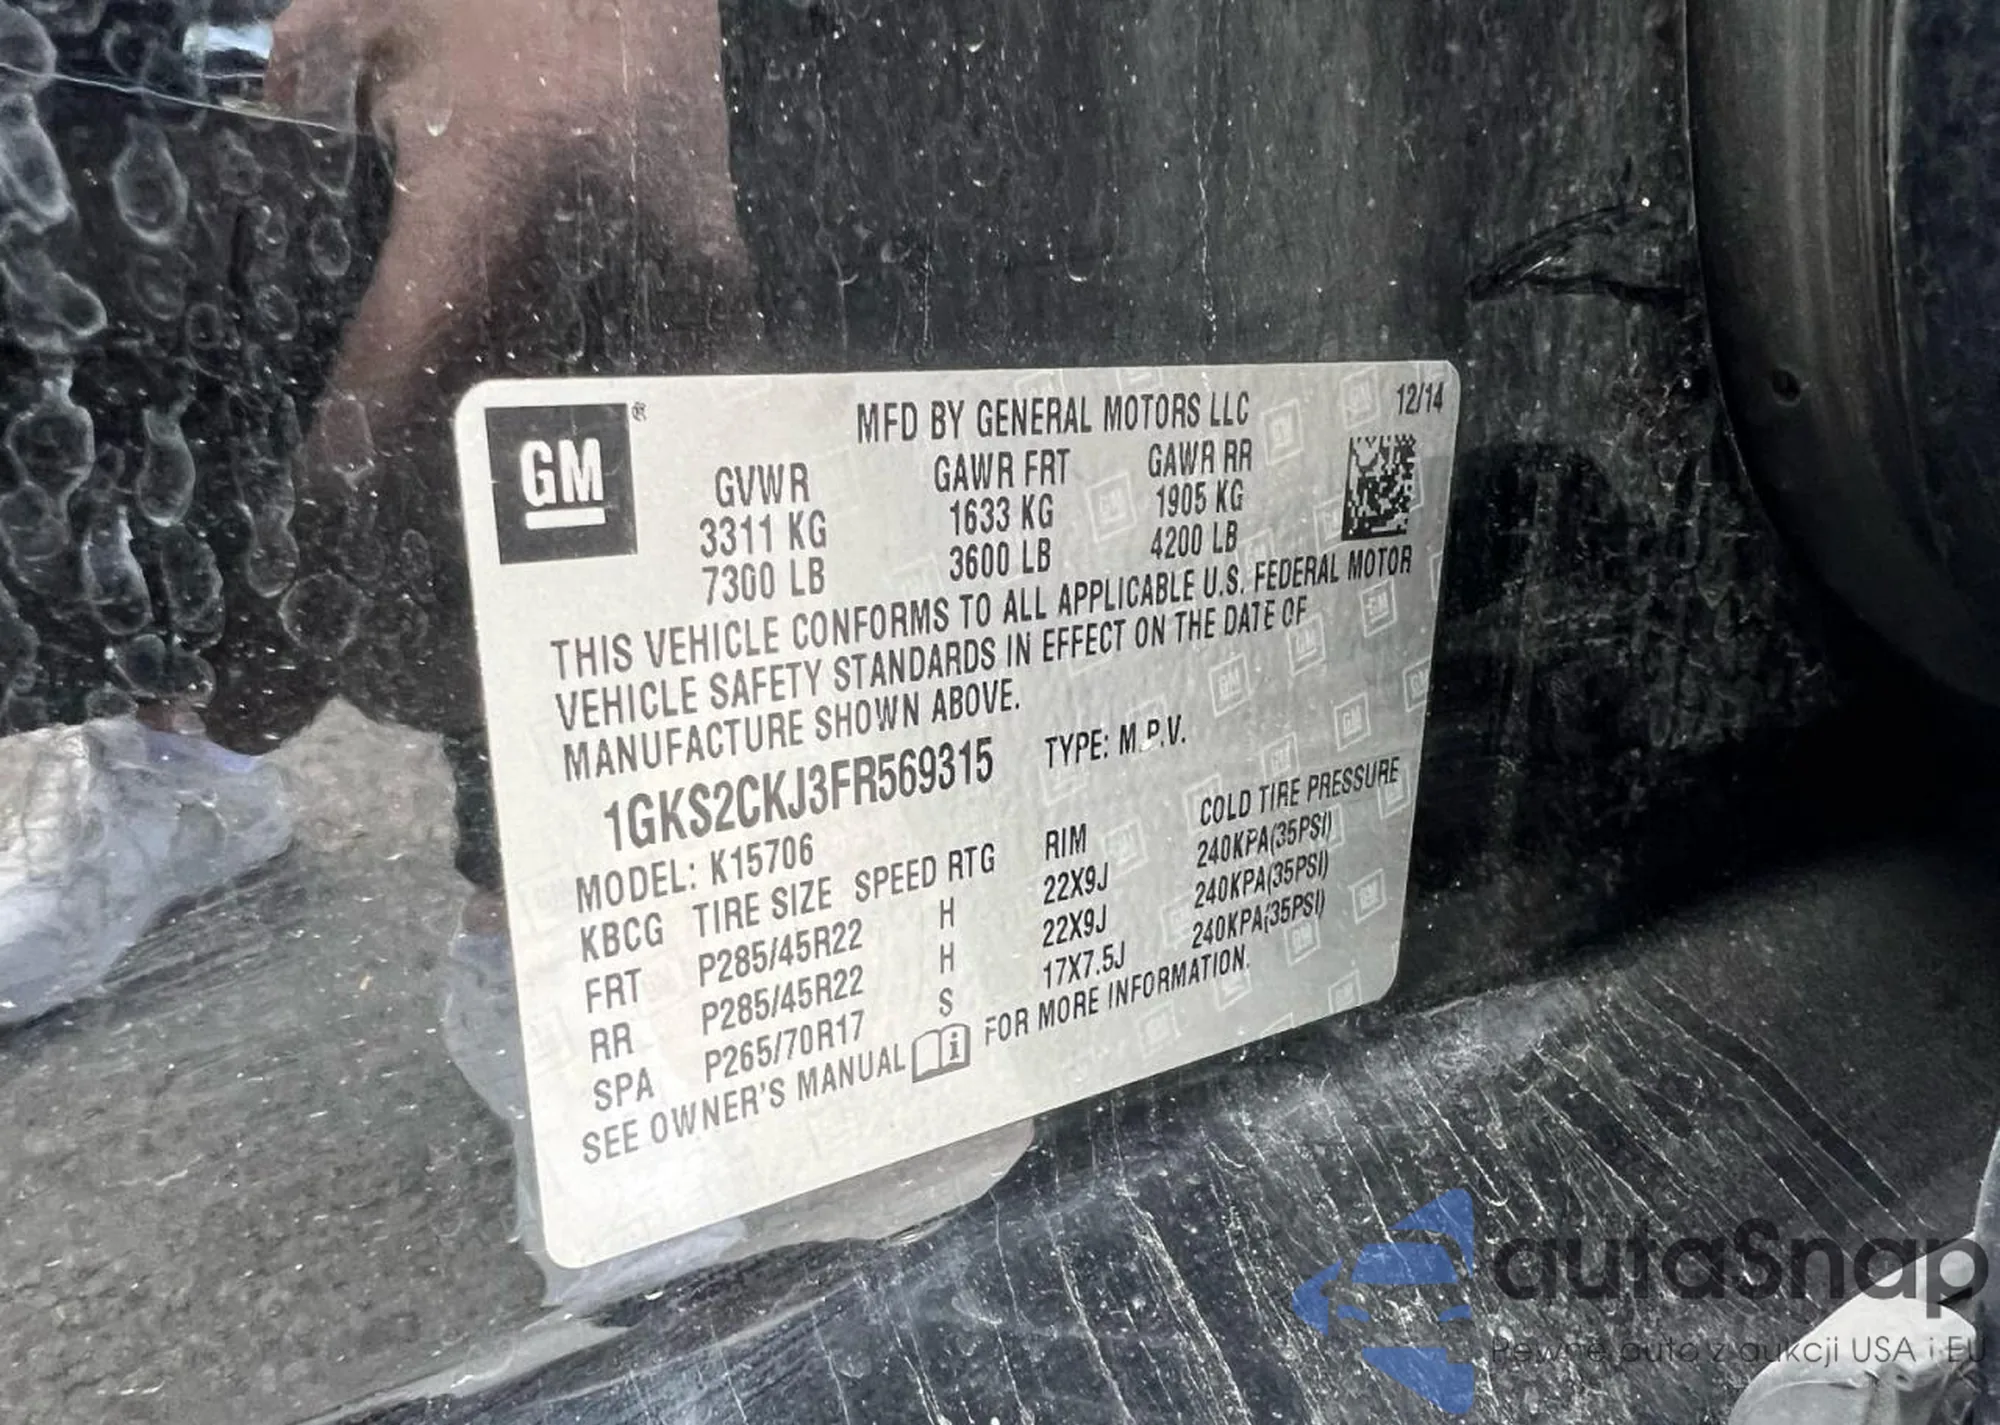 GM ®
MFD BY GENERAL MOTORS LLC 12/14
GVWR GAWR FRT GAWR RR
3311 KG 1633 KG 1905 KG
7300 LB 3600 LB 4200 LB
THIS VEHICLE CONFORMS TO ALL APPLICABLE U.S. FEDERAL MOTOR
VEHICLE SAFETY STANDARDS IN EFFECT ON THE DATE OF
MANUFACTURE SHOWN ABOVE.
1GKS2CKJ3FR569315 TYPE: M.P.V.
MODEL: K15706
KBCG TIRE SIZE SPEED RTG RIM COLD TIRE PRESSURE
FRT P285/45R22 H 22X9J 240KPA(35PSI)
RR P285/45R22 H 22X9J 240KPA(35PSI)
SPA P265/70R17 S 17X7.5J 240KPA(35PSI)
SEE OWNER'S MANUAL FOR MORE INFORMATION.
autaSnap
Pewne auto z aukcji USA i EU